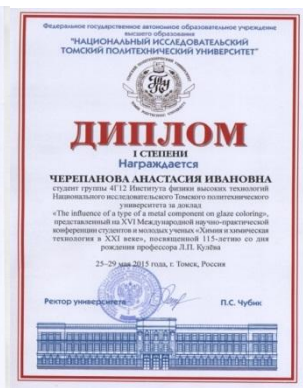 Федеральное государственное автономное образовательное учреждение
высшего образования
"НАЦИОНАЛЬНЫЙ ИССЛЕДОВАТЕЛЬСКИЙ
ТОМСКИЙ ПОЛИТЕХНИЧЕСКИЙ УНИВЕРСИТЕТ"
ДИПЛОМ
I СТЕПЕНИ
Награждается
ЧЕРЕПАНОВА АНАСТАСИЯ ИВАНОВНА
студент группы 4Г12 Института физики высоких технологий
Национального исследовательского Томского политехнического
университета за доклад
«The influence of a type of a metal component on glaze coloring»,
представленный на XVI Международной научно-практической
конференции студентов и молодых ученых «Химия и химическая
технология в XXI веке», посвященной 115-летию со дня
рождения профессора Л.П. Кулёва
25–29 мая 2015 года, г. Томск, Россия
Ректор университета П.С. Чубик